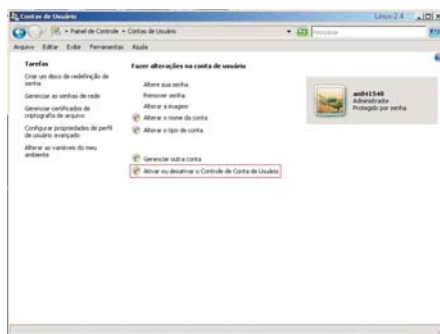 Contas de Usuário
Linux-2.4
Painel de Controle Contas de Usuário
Pesquisar
Arquivo Editar Exibir Ferramentas Ajuda
Tarefas
Criar um disco de redefinição de
senha
Gerenciar as senhas de rede
Gerenciar certificados de
criptografia de arquivo
Configurar propriedades de perfil
de usuário avançado
Alterar as variáveis do meu
ambiente
Fazer alterações na conta de usuário
Altere sua senha
Remover senha
Alterar a imagem
Alterar o nome da conta
Alterar o tipo de conta
Gerenciar outra conta
Ativar ou desativar o Controle de Conta de Usuário
Administrador
Protegido por senha